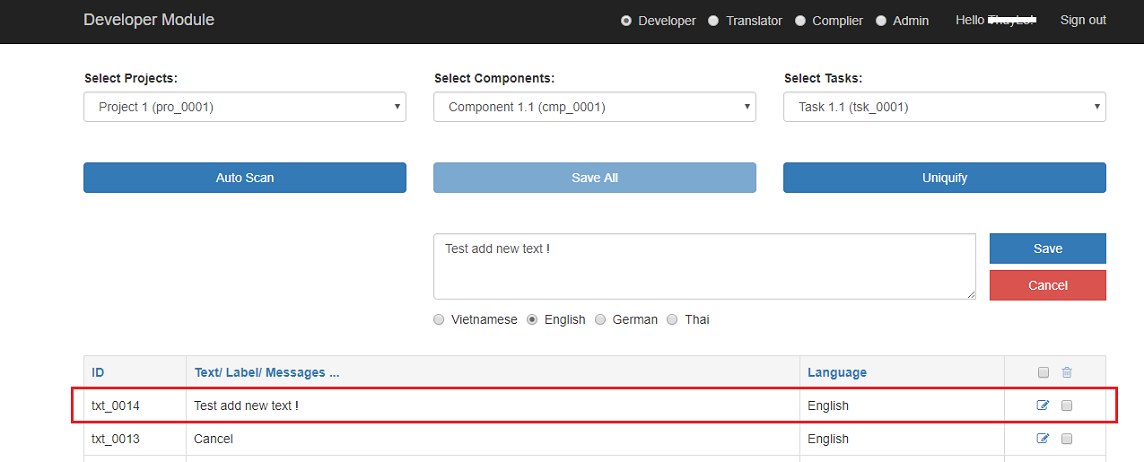 Developer Module Developer Translator Complier Admin Hello Sign out
Select Projects: Select Components: Select Tasks:
Project 1 (pro_0001) Component 1.1 (cmp_0001) Task 1.1 (tsk_0001)
Auto Scan Save All Uniquify
Test add new text ! Save
Cancel
Vietnamese English German Thai
ID Text/ Label/ Messages ... Language
txt_0014 Test add new text ! English
txt_0013 Cancel English